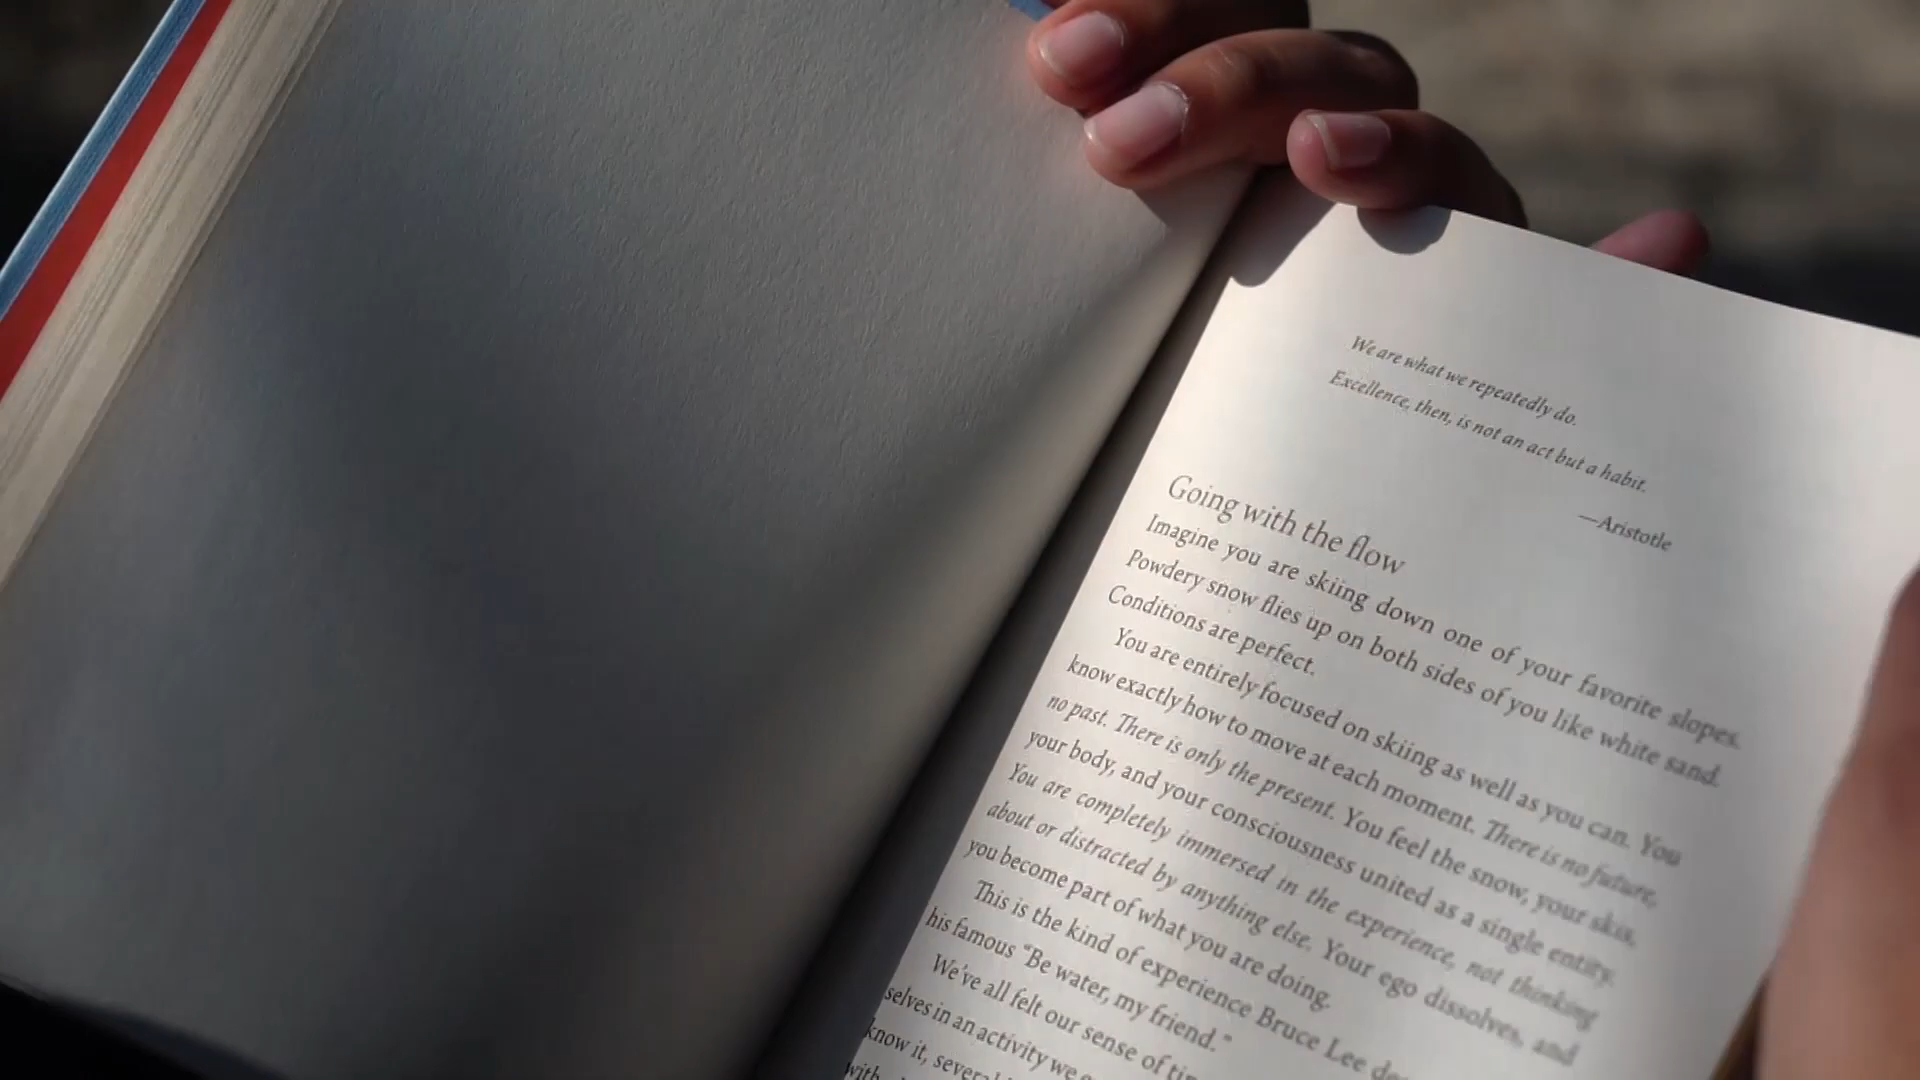 We are what we repeatedly do.
Excellence, then, is not an act but a habit.
—Aristotle
Going with the flow
Imagine you are skiing down one of your favorite slopes.
Powdery snow flies up on both sides of you like white sand.
Conditions are perfect.
You are entirely focused on skiing as well as you can. You
know exactly how to move at each moment. There is no future,
no past. There is only the present. You feel the snow, your skis,
your body, and your consciousness united as a single entity.
You are completely immersed in the experience, not thinking
about or distracted by anything else. Your ego dissolves, and
you become part of what you are doing.
This is the kind of experience Bruce Lee
his famous “Be water, my friend.”
We've all felt our sense of
selves in an activity we
know it,